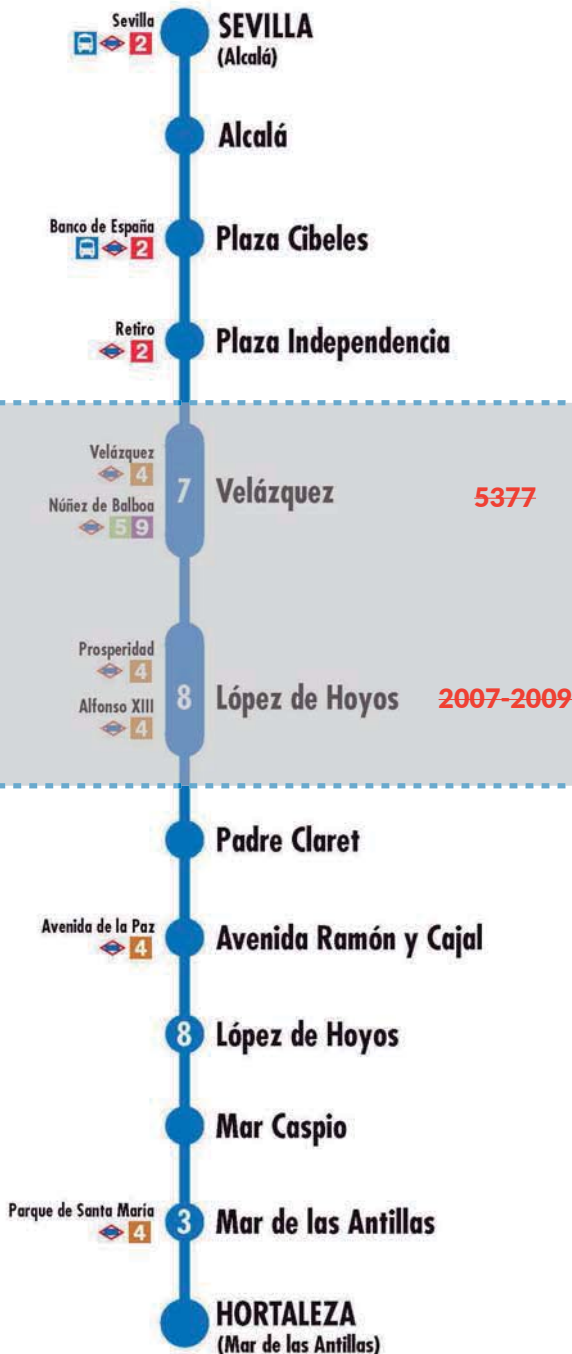 Sevilla
2
SEVILLA
(Alcalá)
Alcalá
Banco de España
2
Plaza Cibeles
Retiro
2
Plaza Independencia
Velázquez
4
Núñez de Balboa
5 9
7
Velázquez
5377
Prosperidad
4
Alfonso XIII
4
8
López de Hoyos
2007-2009
Padre Claret
Avenida de la Paz
4
Avenida Ramón y Cajal
8
López de Hoyos
Mar Caspio
Parque de Santa María
4
3
Mar de las Antillas
HORTALEZA
(Mar de las Antillas)